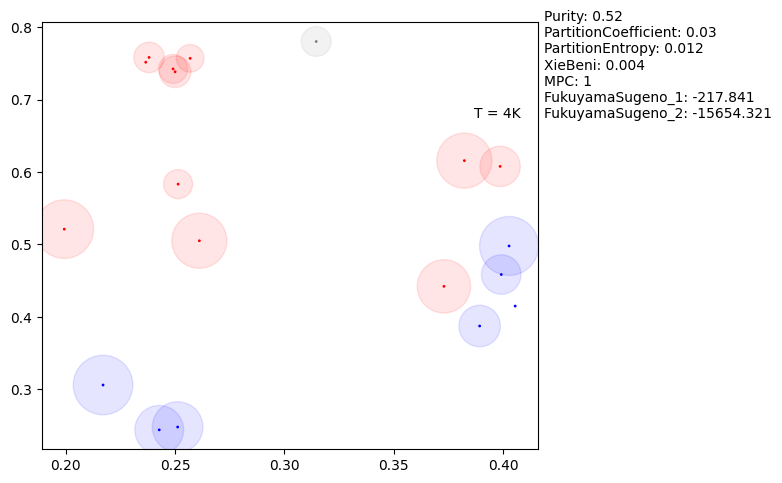 Purity: 0.52
PartitionCoefficient: 0.03
PartitionEntropy: 0.012
XieBeni: 0.004
MPC: 1
FukuyamaSugeno_1: -217.841
FukuyamaSugeno_2: -15654.321
T = 4K
0.8
0.7
0.6
0.5
0.4
0.3
0.20 0.25 0.30 0.35 0.40